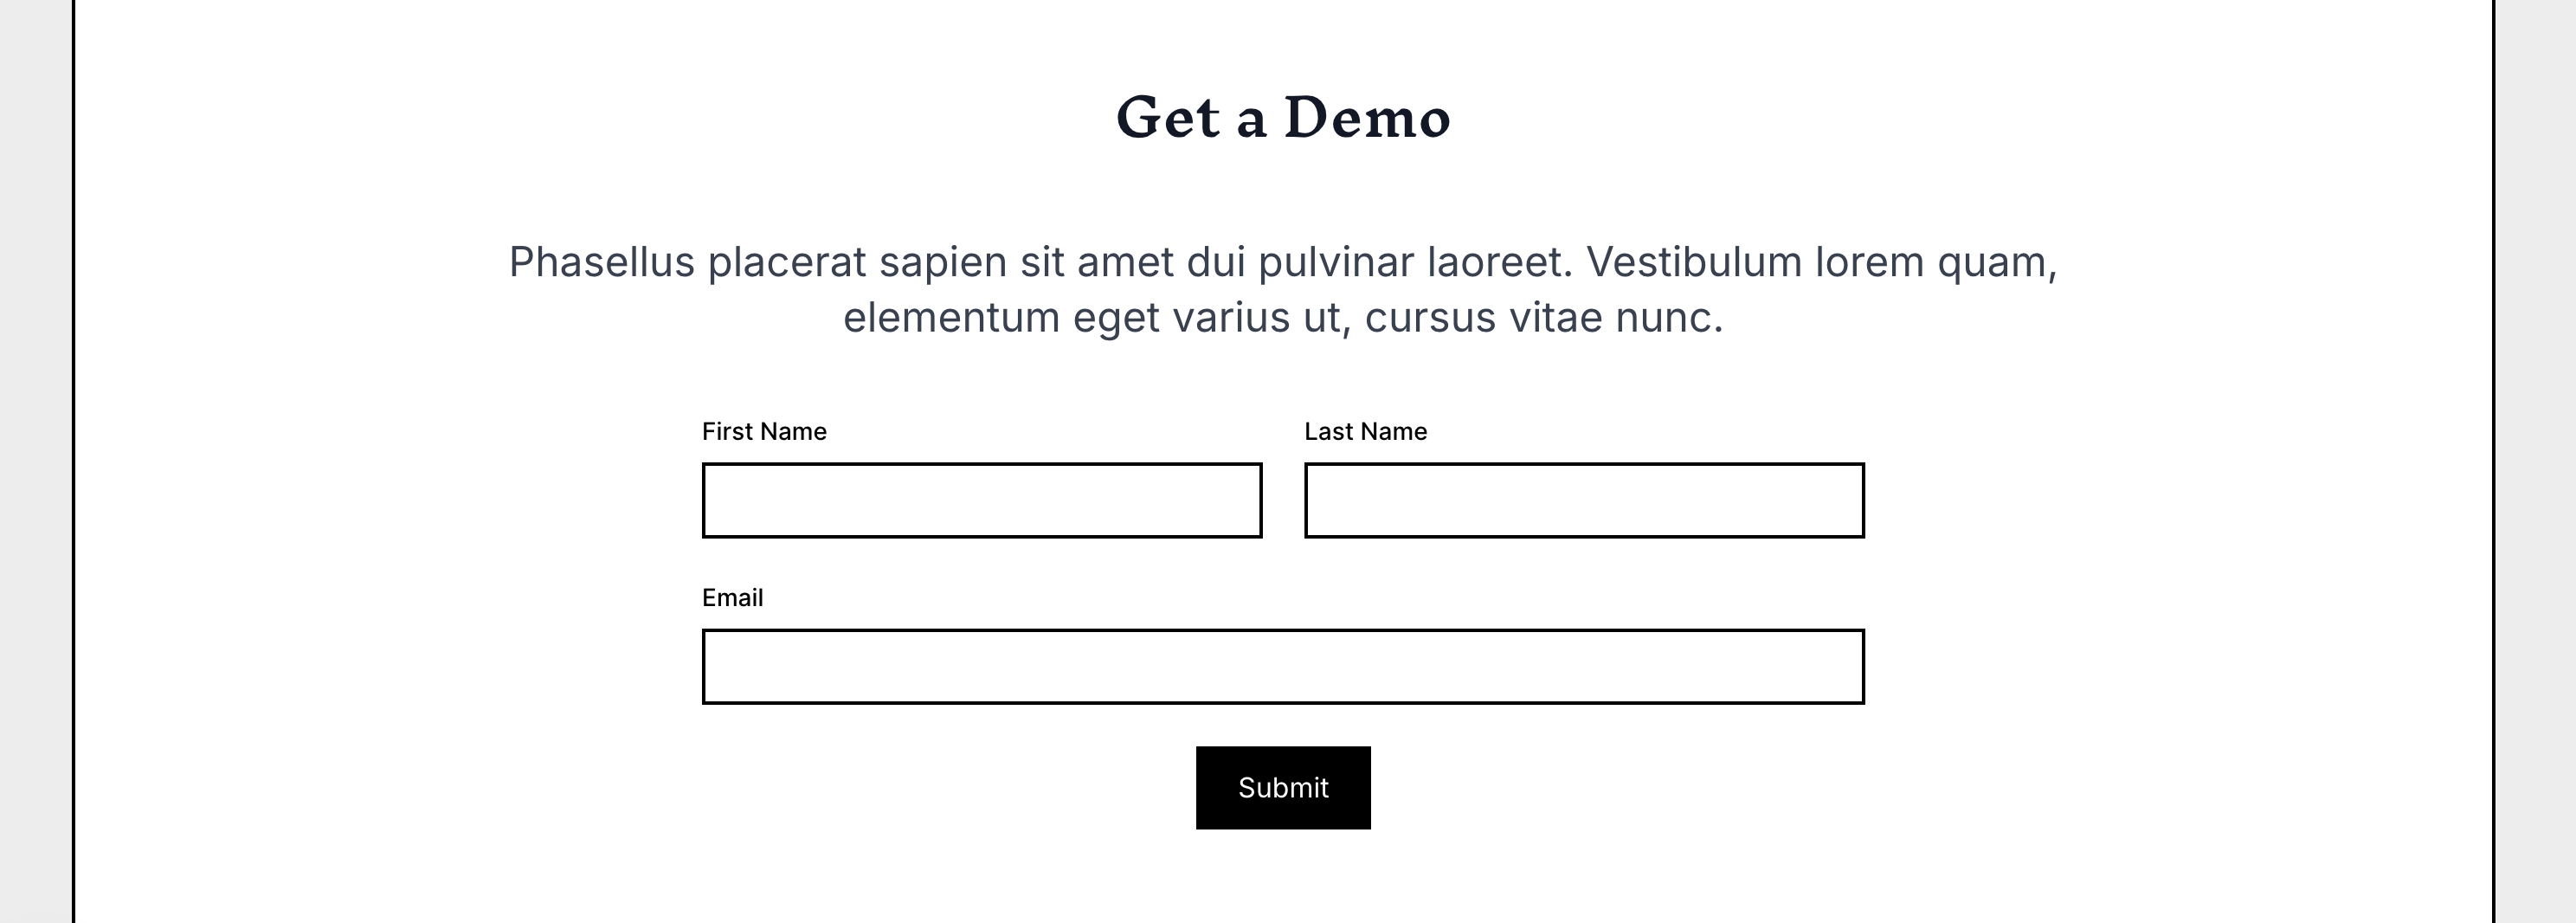 Get a Demo
Phasellus placerat sapien sit amet dui pulvinar laoreet. Vestibulum lorem quam,
elementum eget varius ut, cursus vitae nunc.
First Name
Last Name
Email
Submit